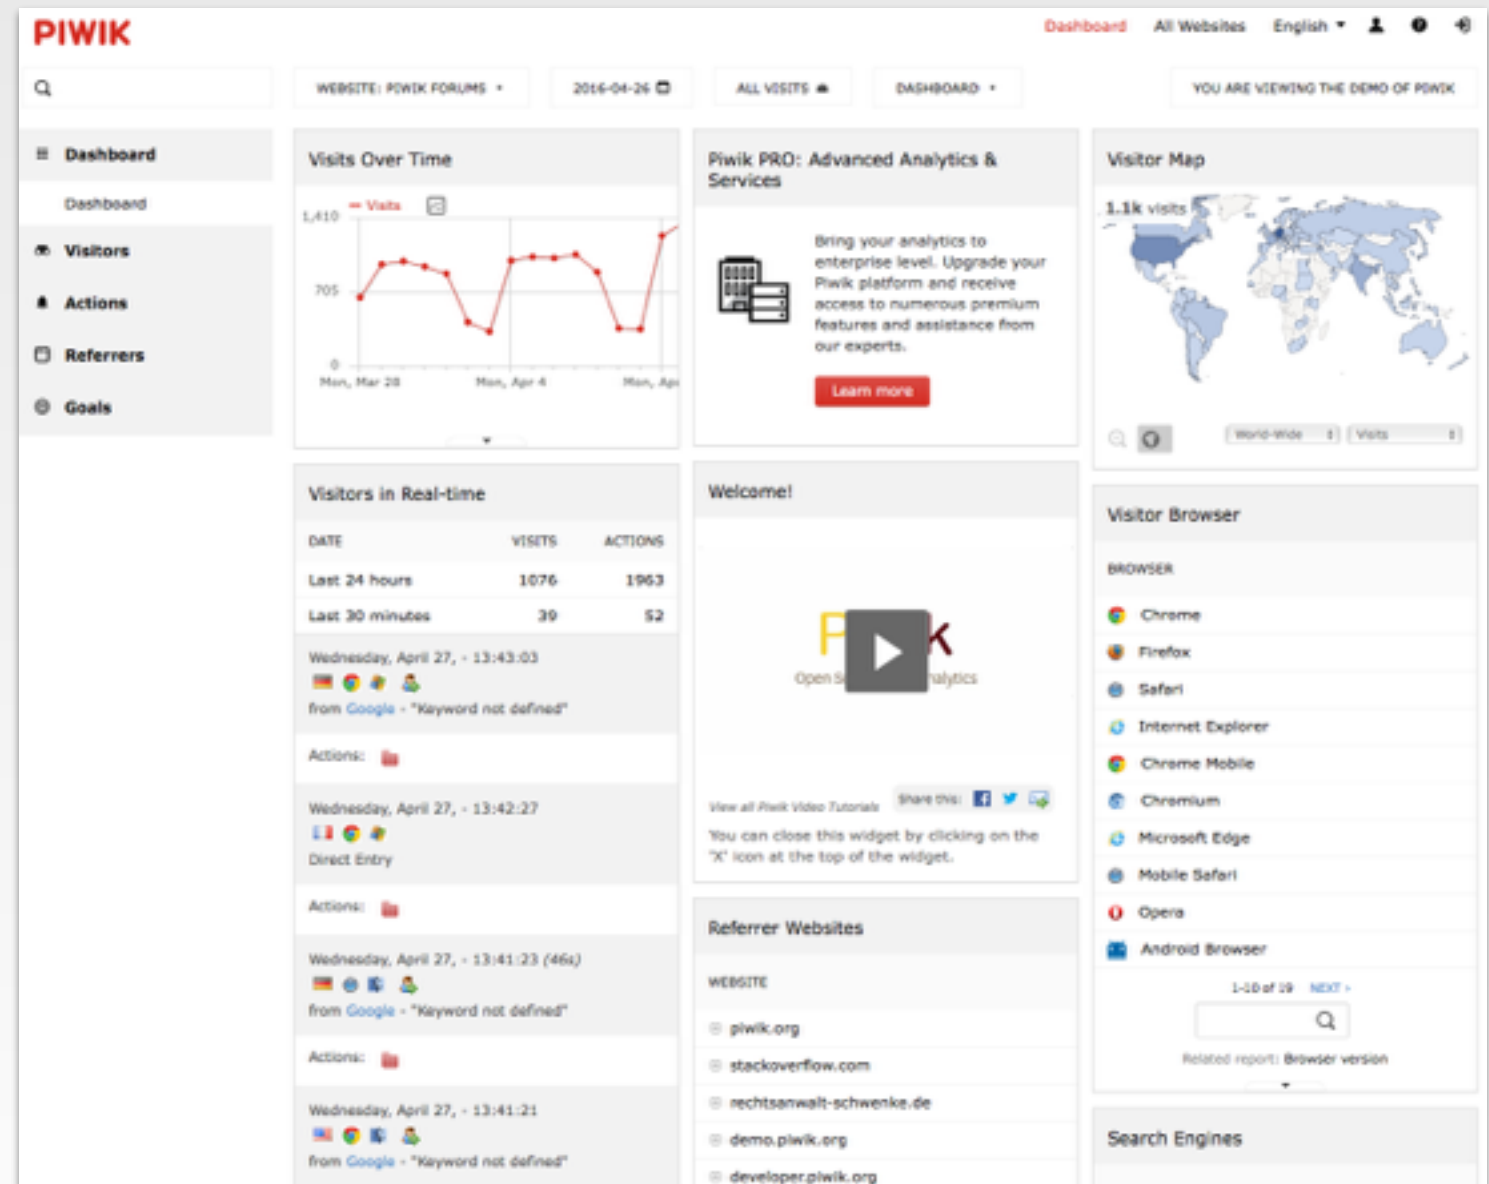 PIWIK
Dashboard All Websites English
WEBSITE: PIWIK FORUMS
2016-04-26
ALL VISITS
DASHBOARD
YOU ARE VIEWING THE DEMO OF PIWIK
Dashboard
Dashboard
Visitors
Actions
Referrers
Goals
Visits Over Time
Visits
1,410
705
0
Mon, Mar 28 Mon, Apr 4 Mon, Apr
Visitors in Real-time
DATE VISITS ACTIONS
Last 24 hours 1076 1963
Last 30 minutes 39 52
Wednesday, April 27, - 13:43:03
from Google - "Keyword not defined"
Actions:
Wednesday, April 27, - 13:42:27
Direct Entry
Actions:
Wednesday, April 27, - 13:41:23 (46s)
from Google - "Keyword not defined"
Actions:
Wednesday, April 27, - 13:41:21
from Google - "Keyword not defined"
Piwik PRO: Advanced Analytics &
Services
Bring your analytics to
enterprise level. Upgrade your
Piwik platform and receive
access to numerous premium
features and assistance from
our experts.
Learn more
Welcome!
P k
Open S nalytics
View all Piwik Video Tutorials
Share this:
You can close this widget by clicking on the
'X' icon at the top of the widget.
Referrer Websites
WEBSITE
piwik.org
stackoverflow.com
rechtsanwalt-schwenke.de
demo.piwik.org
developer.piwik.org
Visitor Map
1.1k visits
World-Wide Visits
Visitor Browser
BROWSER
Chrome
Firefox
Safari
Internet Explorer
Chrome Mobile
Chromium
Microsoft Edge
Mobile Safari
Opera
Android Browser
1-10 of 19 NEXT ›
Related report: Browser version
Search Engines